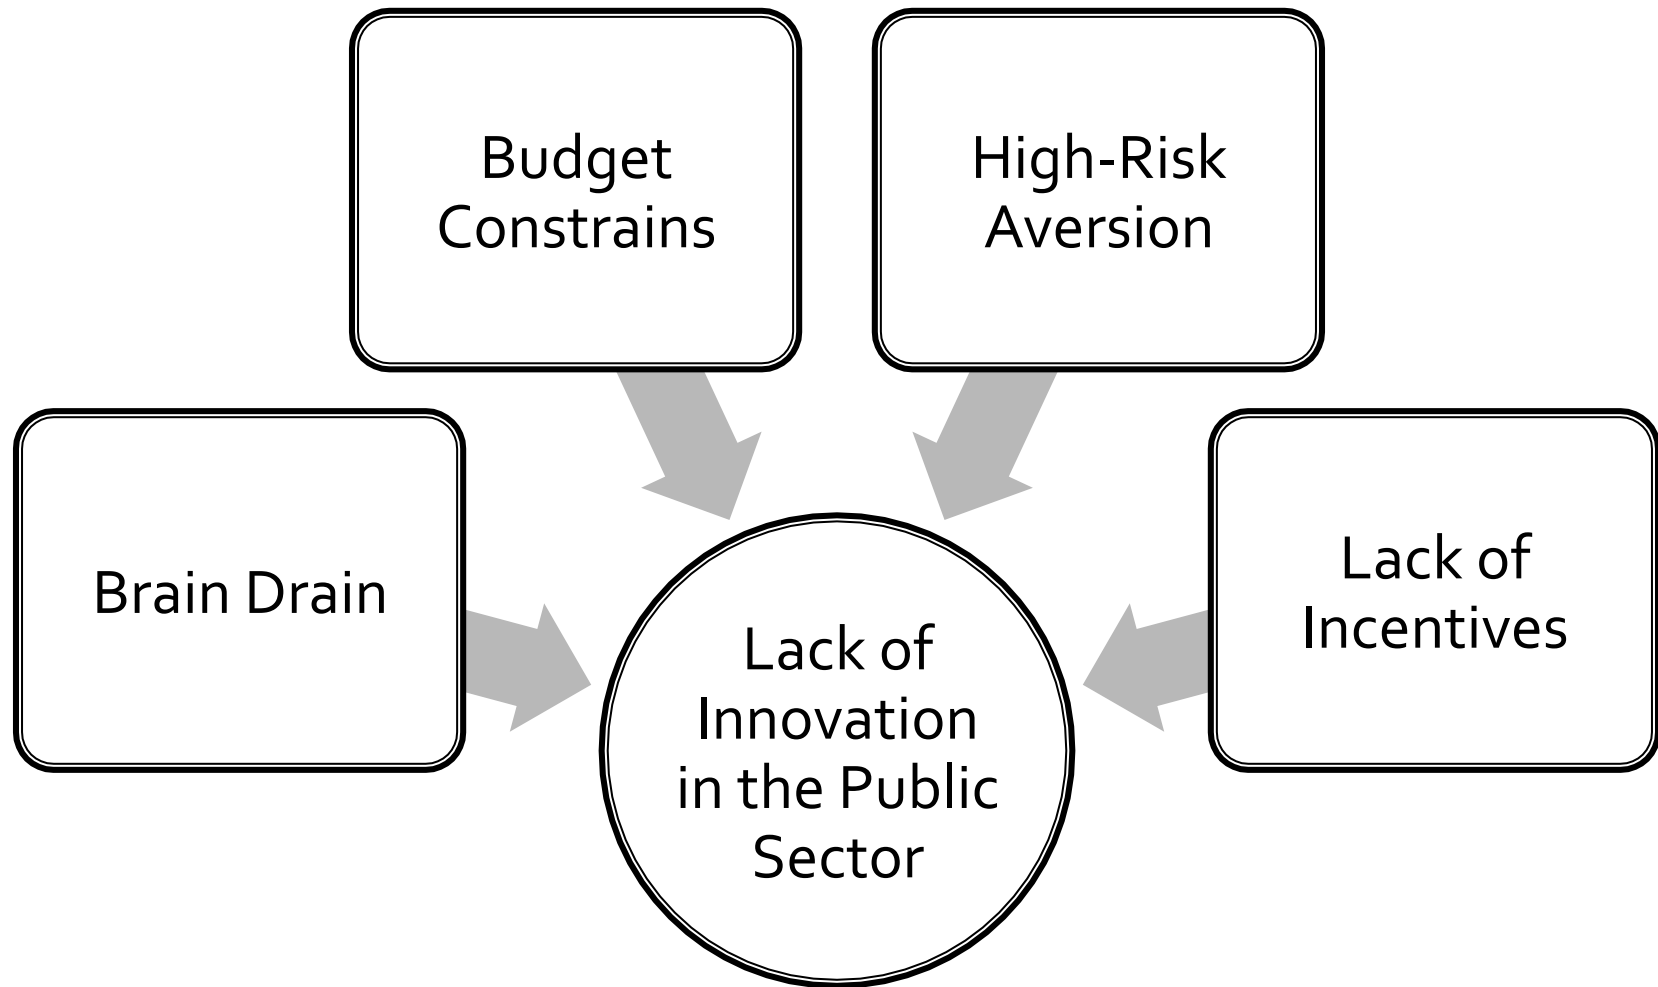 Budget
Constrains
High-Risk
Aversion
Brain Drain
Lack of
Incentives
Lack of
Innovation
in the Public
Sector